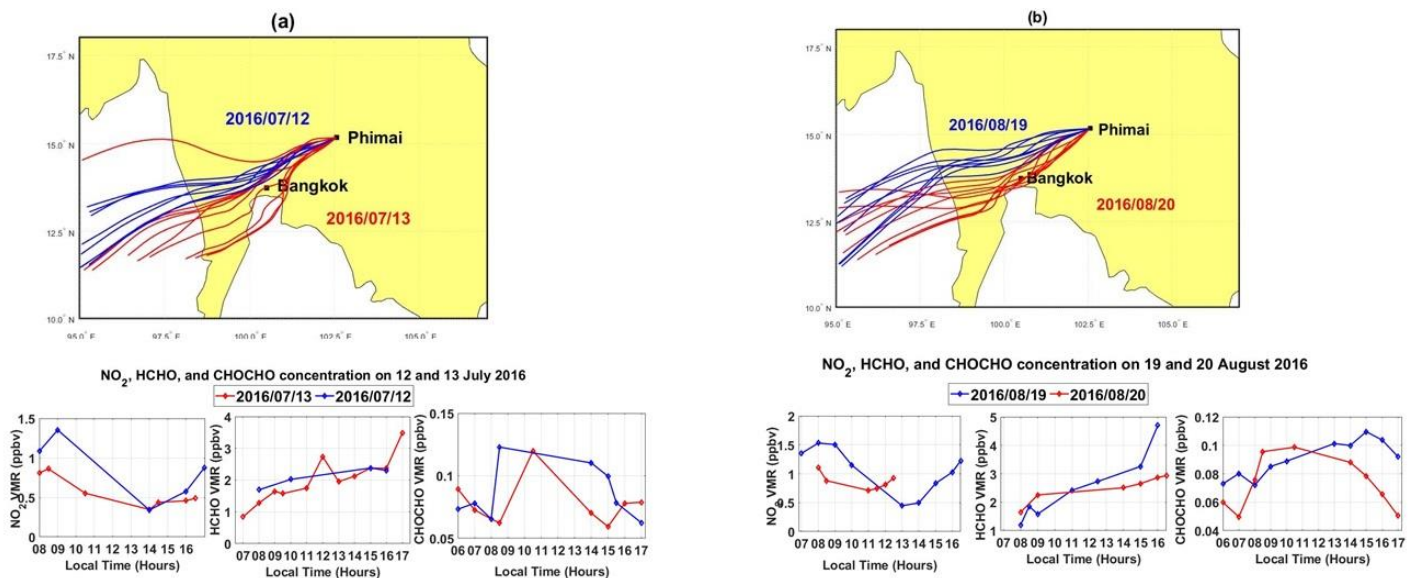 (a)
17.5° N
15.0° N
12.5° N
10.0° N
95.0° E
97.5° E
100.0° E
102.5° E
105.0° E
2016/07/12
Phimai
Bangkok
2016/07/13
NO2, HCHO, and CHOCHO concentration on 12 and 13 July 2016
2016/07/13 2016/07/12
NO2 VMR (ppbv)
1.5
1
0.5
0
08 09 10 11 12 13 14 15 16
Local Time (Hours)
HCHO VMR (ppbv)
4
3
2
1
0
07 08 09 10 11 12 13 14 15 16 17
Local Time (Hours)
CHOCHO VMR (ppbv)
0.15
0.1
0.05
06 07 08 09 10 11 12 13 14 15 16 17
Local Time (Hours)
(b)
17.5° N
15.0° N
12.5° N
10.0° N
95.0° E
97.5° E
100.0° E
102.5° E
105.0° E
2016/08/19
Phimai
Bangkok
2016/08/20
NO2, HCHO, and CHOCHO concentration on 19 and 20 August 2016
2016/08/19 2016/08/20
NO2 VMR (ppbv)
2
1.5
1
0.5
0
07 08 09 10 11 12 13 14 15 16
Local Time (Hours)
HCHO VMR (ppbv)
5
4
3
2
1
07 08 09 10 11 12 13 14 15 16
Local Time (Hours)
CHOCHO VMR (ppbv)
0.12
0.1
0.08
0.06
0.04
06 07 08 09 10 11 12 13 14 15 16 17
Local Time (Hours)